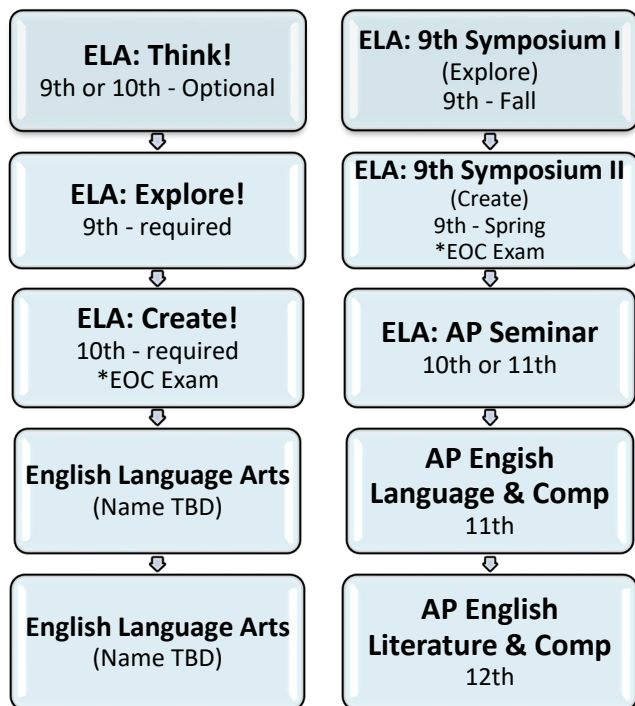 ELA: Think!
9th or 10th - Optional
ELA: Explore!
9th - required
ELA: Create!
10th - required
*EOC Exam
English Language Arts
(Name TBD)
English Language Arts
(Name TBD)
ELA: 9th Symposium I
(Explore)
9th - Fall
ELA: 9th Symposium II
(Create)
9th - Spring
*EOC Exam
ELA: AP Seminar
10th or 11th
AP Engish
Language & Comp
11th
AP English
Literature & Comp
12th